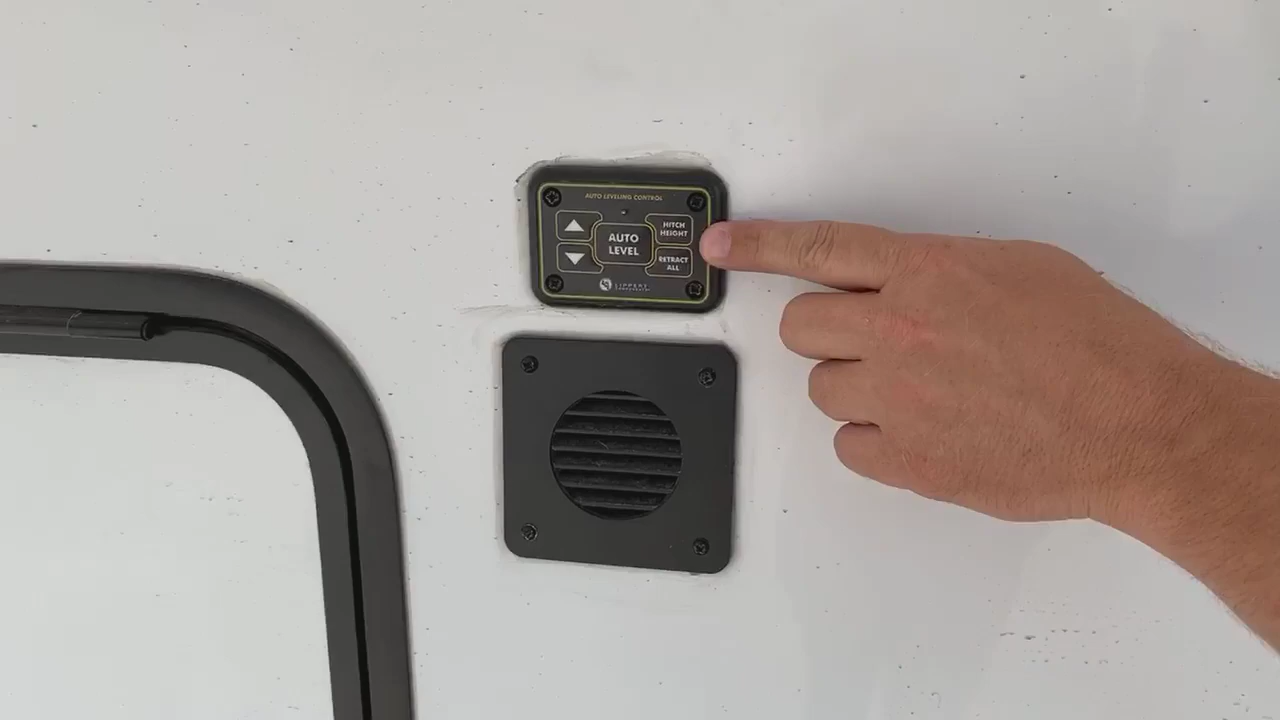 AUTO LEVELING CONTROL
HITCH
HEIGHT
AUTO
LEVEL
RETRACT
ALL
LIPPERT